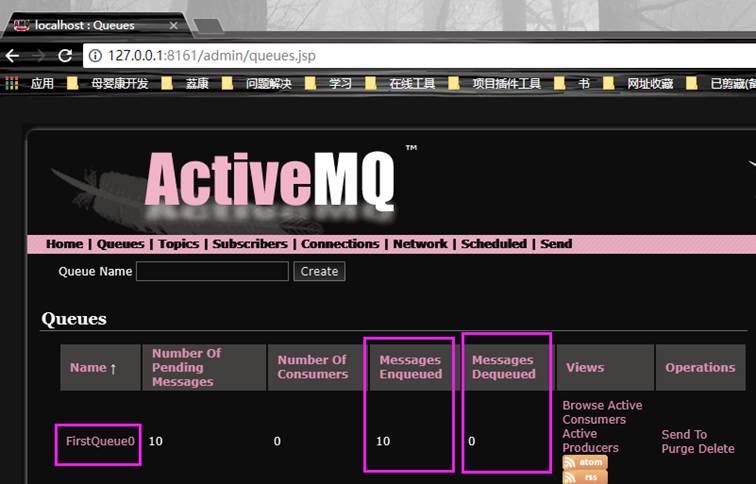 localhost : Queues
127.0.0.1:8161/admin/queues.jsp
应用 母婴康开发 荔康 问题解决 学习 在线工具 项目插件工具 书 网址收藏 已剪藏(备
ActiveMQ™
Home | Queues | Topics | Subscribers | Connections | Network | Scheduled | Send
Queue Name Create
Queues
Name ↑ Number Of Pending Messages Number Of Consumers Messages Enqueued Messages Dequeued Views Operations
FirstQueue0 10 0 10 0
Browse Active
Consumers
Active
Producers
atom
rss
Send To
Purge Delete